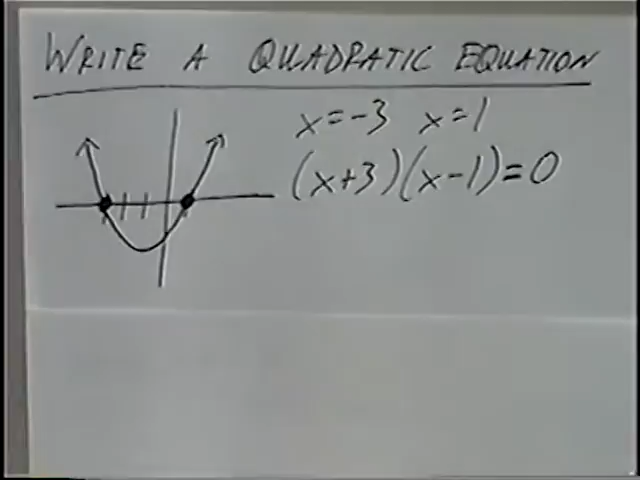 WRITE A QUADRATIC EQUATION
x=-3 x=1
(x+3)(x-1)=0